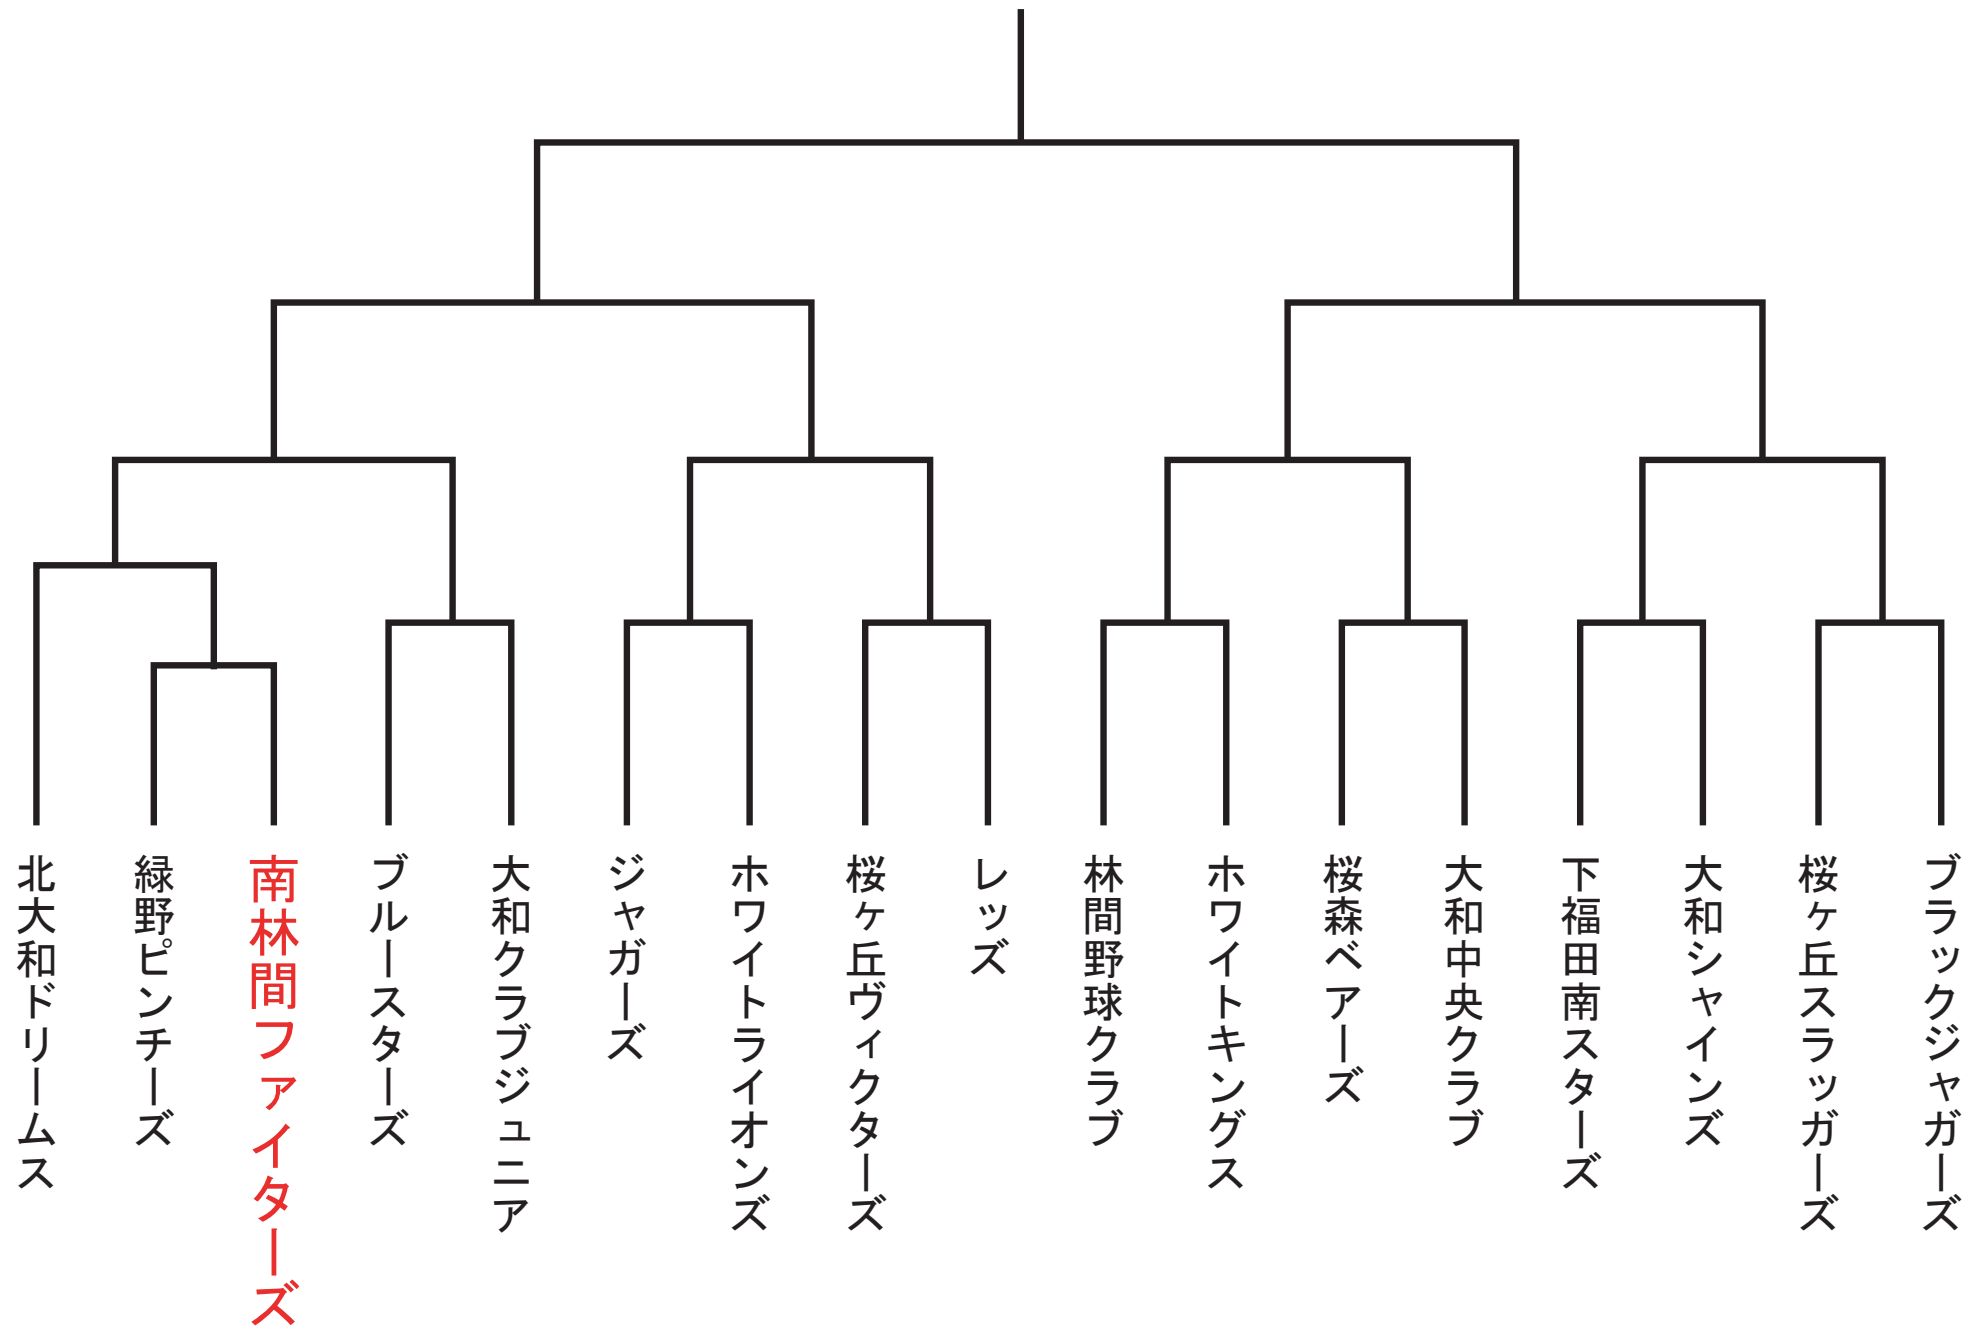 北大和ドリームス
緑野ピンチーズ
南林間ファイターズ
ブルースターズ
大和クラブジュニア
ジャガーズ
ホワイトライオンズ
桜ヶ丘ヴィクターズ
レッズ
林間野球クラブ
ホワイトキングス
桜森ベアーズ
大和中央クラブ
下福田南スターズ
大和シャインズ
桜ヶ丘スラッガーズ
ブラックジャガーズ